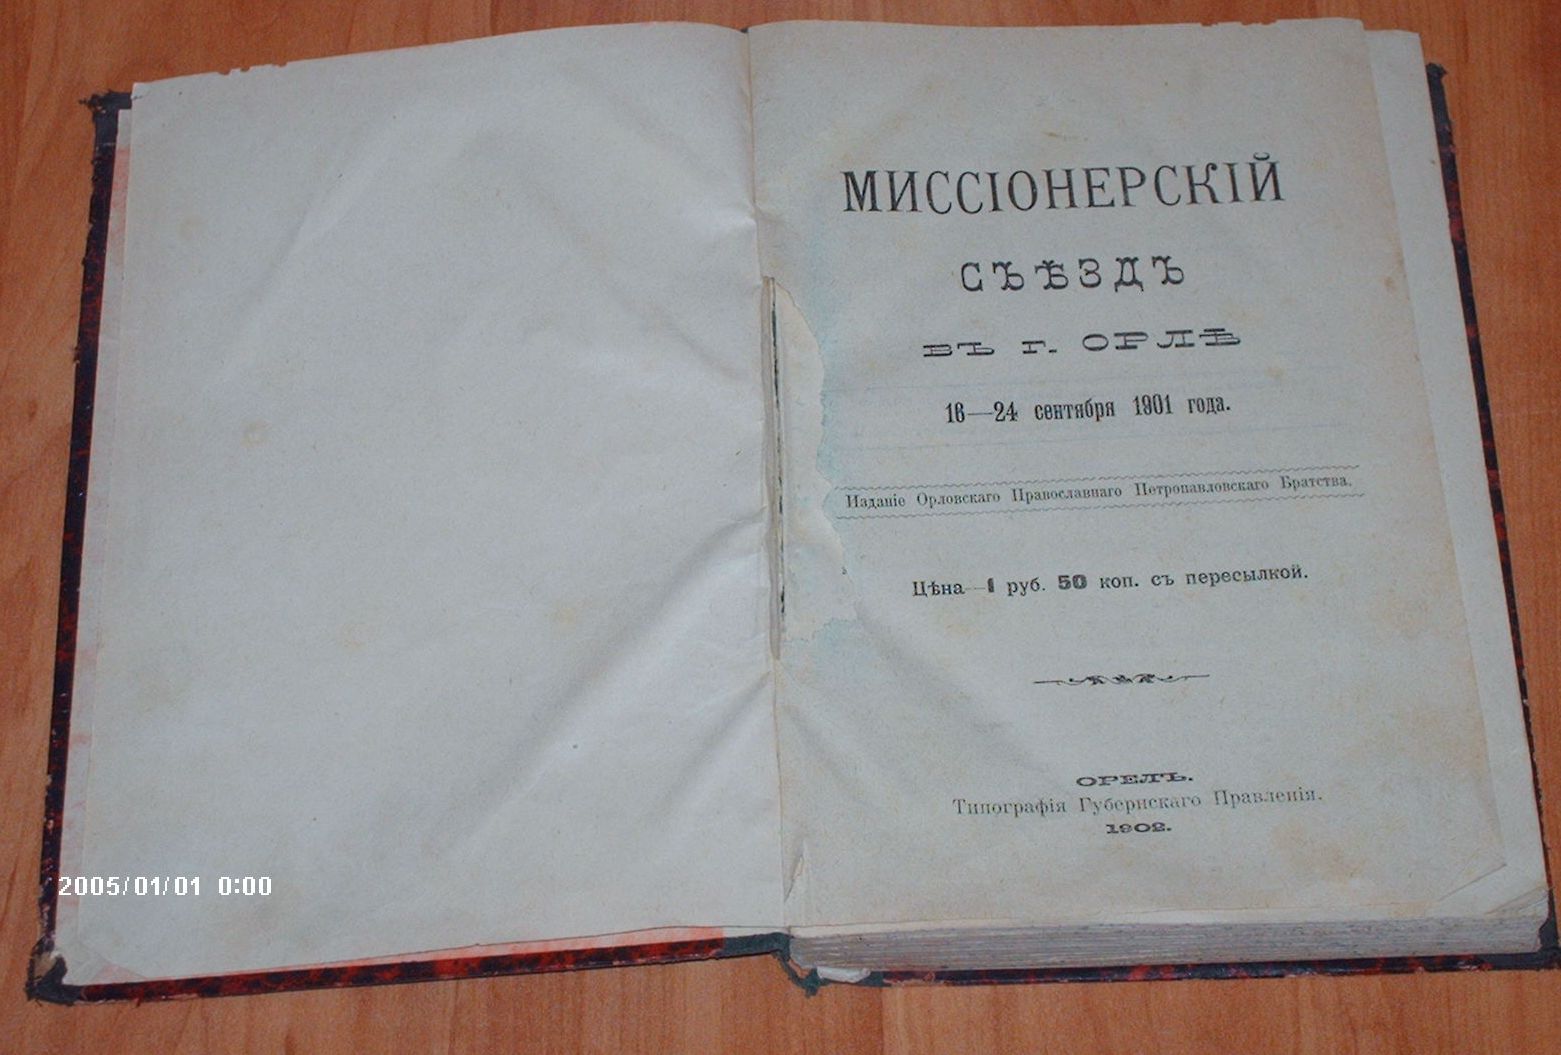 МИССІОНЕРСКІЙ
СЪѢЗДЪ
ВЪ Г. ОРЛѢ
16—24 сентября 1901 года.
Изданіе Орловскаго Православнаго Петропавловскаго Братства.
Цѣна—1 руб. 50 коп. съ пересылкой.
ОРЕЛЪ.
Типографія Губернскаго Правленія.
1902.
2005/01/01 0:00